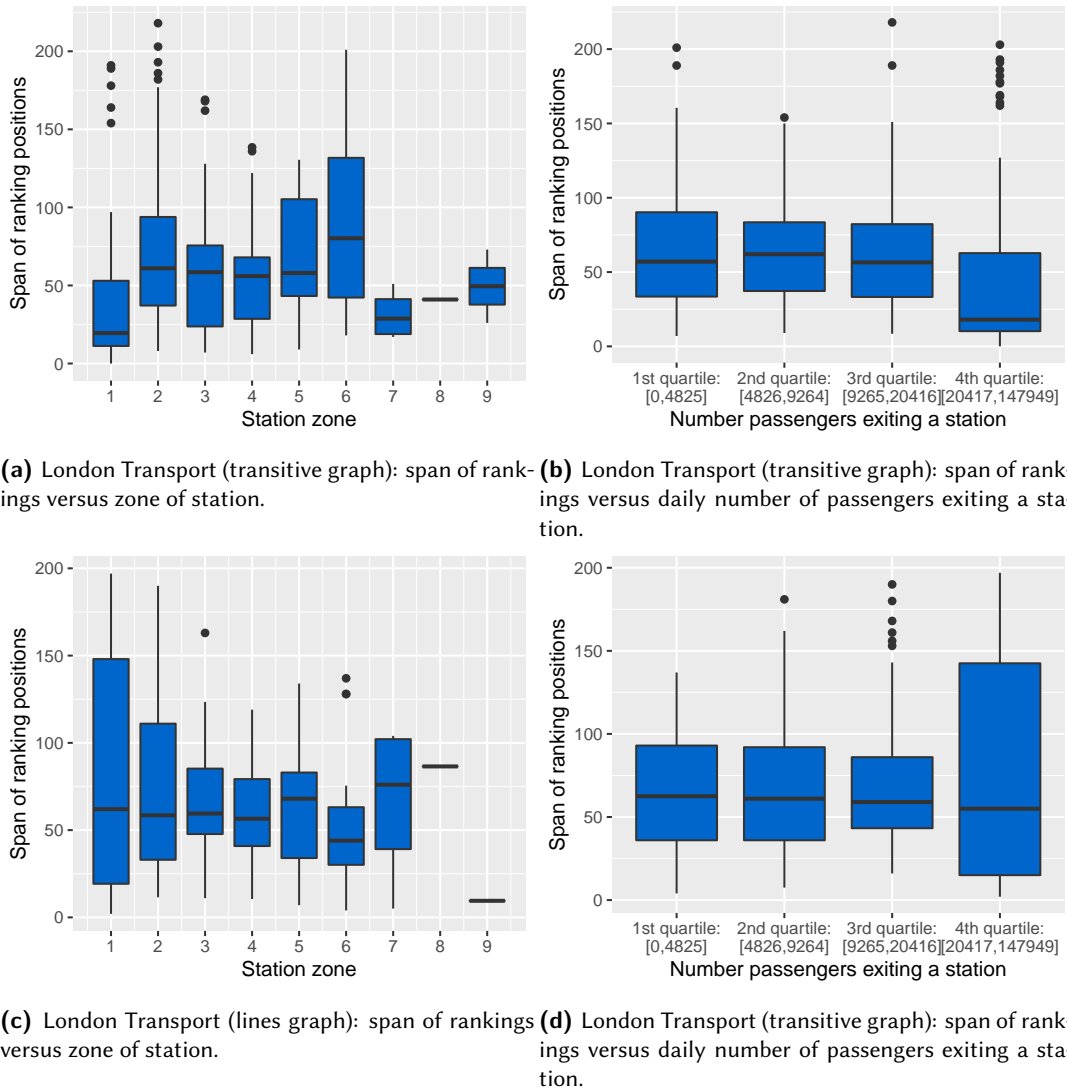 Span of ranking positions
200
150
100
50
0
1 2 3 4 5 6 7 8 9
Station zone
Span of ranking positions
200
150
100
50
0
1st quartile: 2nd quartile: 3rd quartile: 4th quartile:
[0,4825] [4826,9264] [9265,20416] [20417,147949]
Number passengers exiting a station
(a) London Transport (transitive graph): span of rank-
ings versus zone of station.
(b) London Transport (transitive graph): span of rank-
ings versus daily number of passengers exiting a sta-
tion.
Span of ranking positions
200
150
100
50
0
1 2 3 4 5 6 7 8 9
Station zone
Span of ranking positions
200
150
100
50
0
1st quartile: 2nd quartile: 3rd quartile: 4th quartile:
[0,4825] [4826,9264] [9265,20416] [20417,147949]
Number passengers exiting a station
(c) London Transport (lines graph): span of rankings
versus zone of station.
(d) London Transport (transitive graph): span of rank-
ings versus daily number of passengers exiting a sta-
tion.